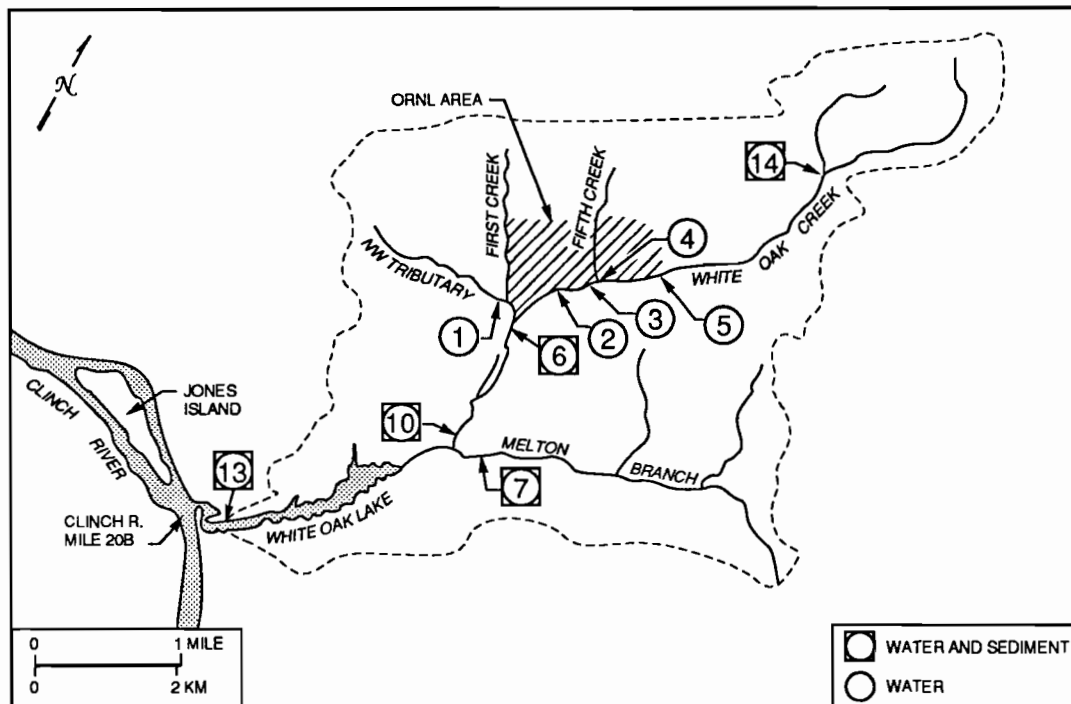 N
ORNL AREA
FIRST CREEK
FIFTH CREEK
14
4
NW TRIBUTARY
WHITE OAK CREEK
1
6
2
3
5
JONES
ISLAND
CLINCH
RIVER
10
MELTON
BRANCH
13
7
WHITE OAK LAKE
CLINCH R.
MILE 20B
0 1 MILE
0 2 KM
WATER AND SEDIMENT
WATER